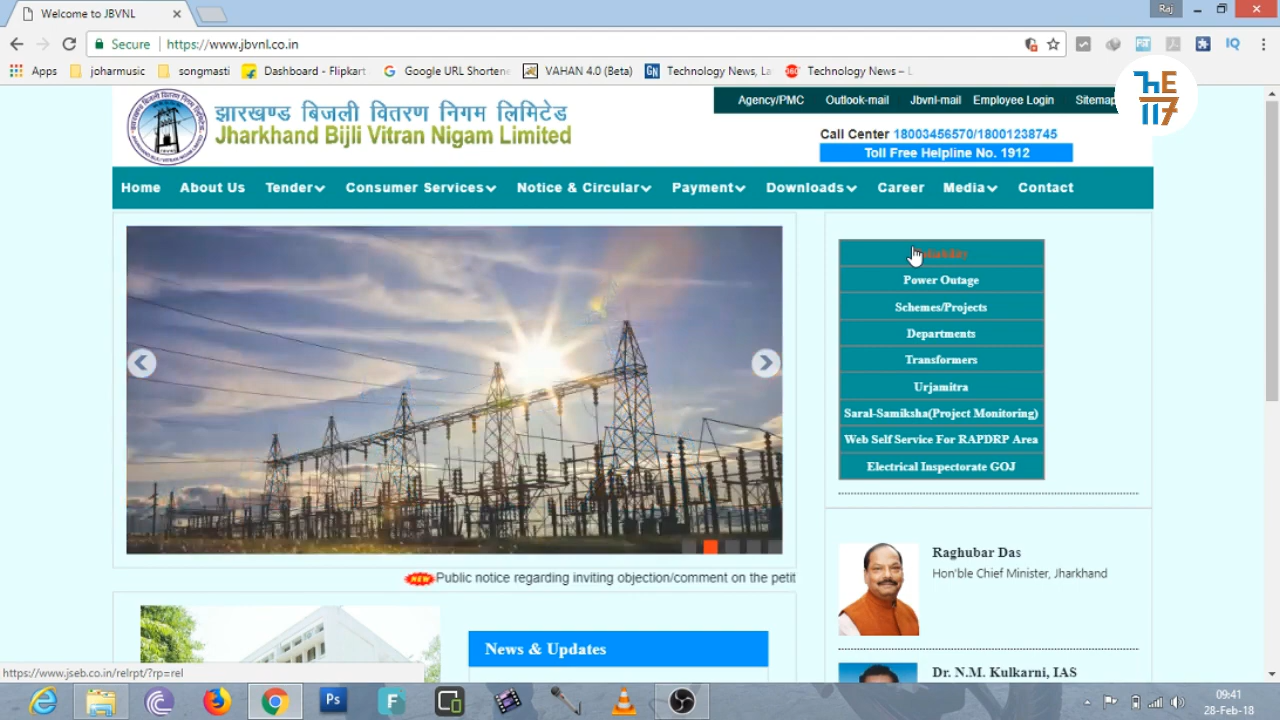 Welcome to JBVNL
Raj
Secure
https://www.jbvnl.co.in
IQ
Apps
joharmusic
songmasti
Dashboard - Flipkart
Google URL Shortene
VAHAN 4.0 (Beta)
Technology News, La
Technology News – L
झारखण्ड बिजली वितरण निगम लिमिटेड
Jharkhand Bijli Vitran Nigam Limited
Agency/PMC Outlook-mail Jbvnl-mail Employee Login Sitemap
Call Center 18003456570/18001238745
Toll Free Helpline No. 1912
Home About Us Tender Consumer Services Notice & Circular Payment Downloads Career Media Contact
Power Outage
Schemes/Projects
Departments
Transformers
Urjamitra
Saral-Samiksha(Project Monitoring)
Web Self Service For RAPDRP Area
Electrical Inspectorate GOJ
NEW Public notice regarding inviting objection/comment on the petit
Raghubar Das
Hon'ble Chief Minister, Jharkhand
News & Updates
Dr. N.M. Kulkarni, IAS
https://www.jseb.co.in/relrpt/?rp=rel
Ps
09:41
28-Feb-18